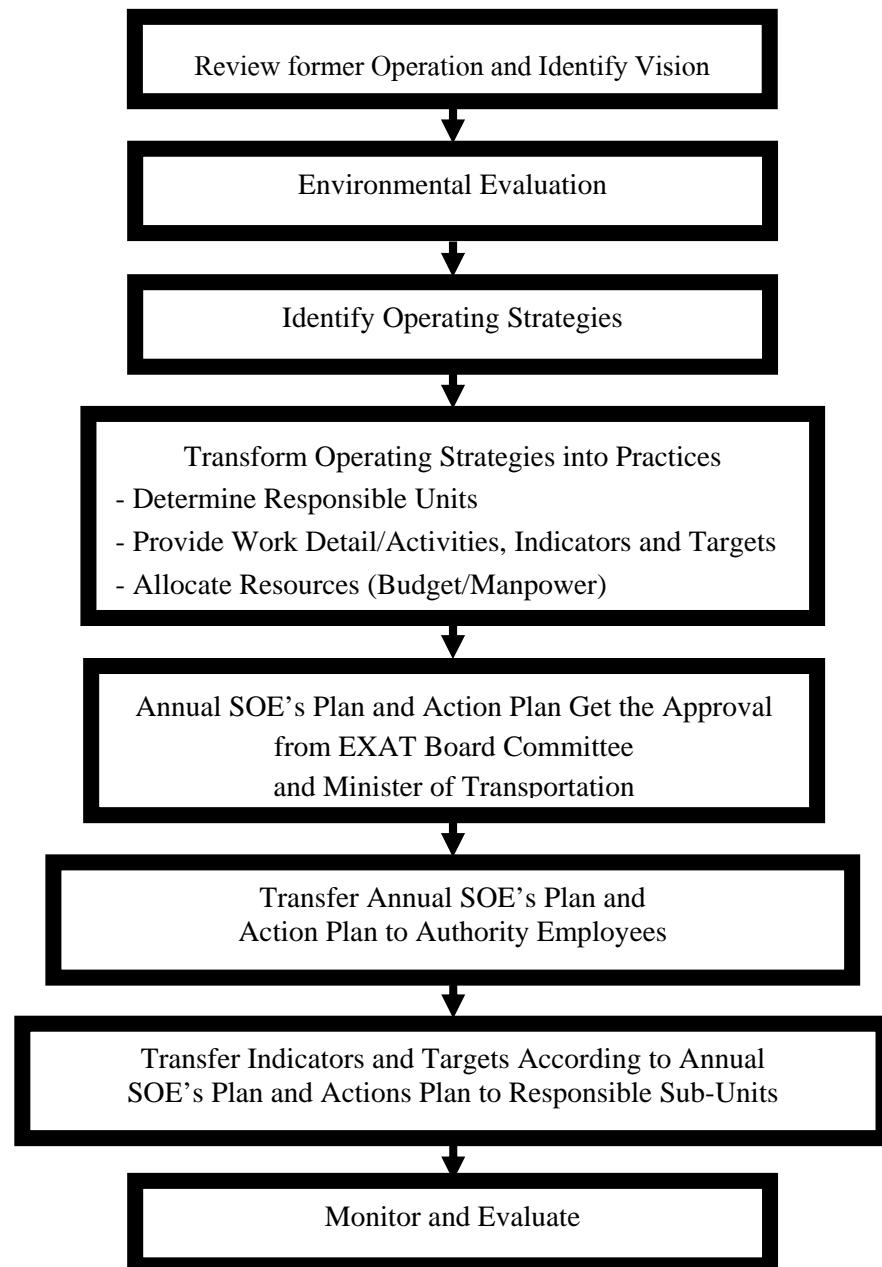 Review former Operation and Identify Vision
Environmental Evaluation
Identify Operating Strategies
Transform Operating Strategies into Practices
- Determine Responsible Units
- Provide Work Detail/Activities, Indicators and Targets
- Allocate Resources (Budget/Manpower)
Annual SOE’s Plan and Action Plan Get the Approval
from EXAT Board Committee
and Minister of Transportation
Transfer Annual SOE’s Plan and
Action Plan to Authority Employees
Transfer Indicators and Targets According to Annual
SOE’s Plan and Actions Plan to Responsible Sub-Units
Monitor and Evaluate